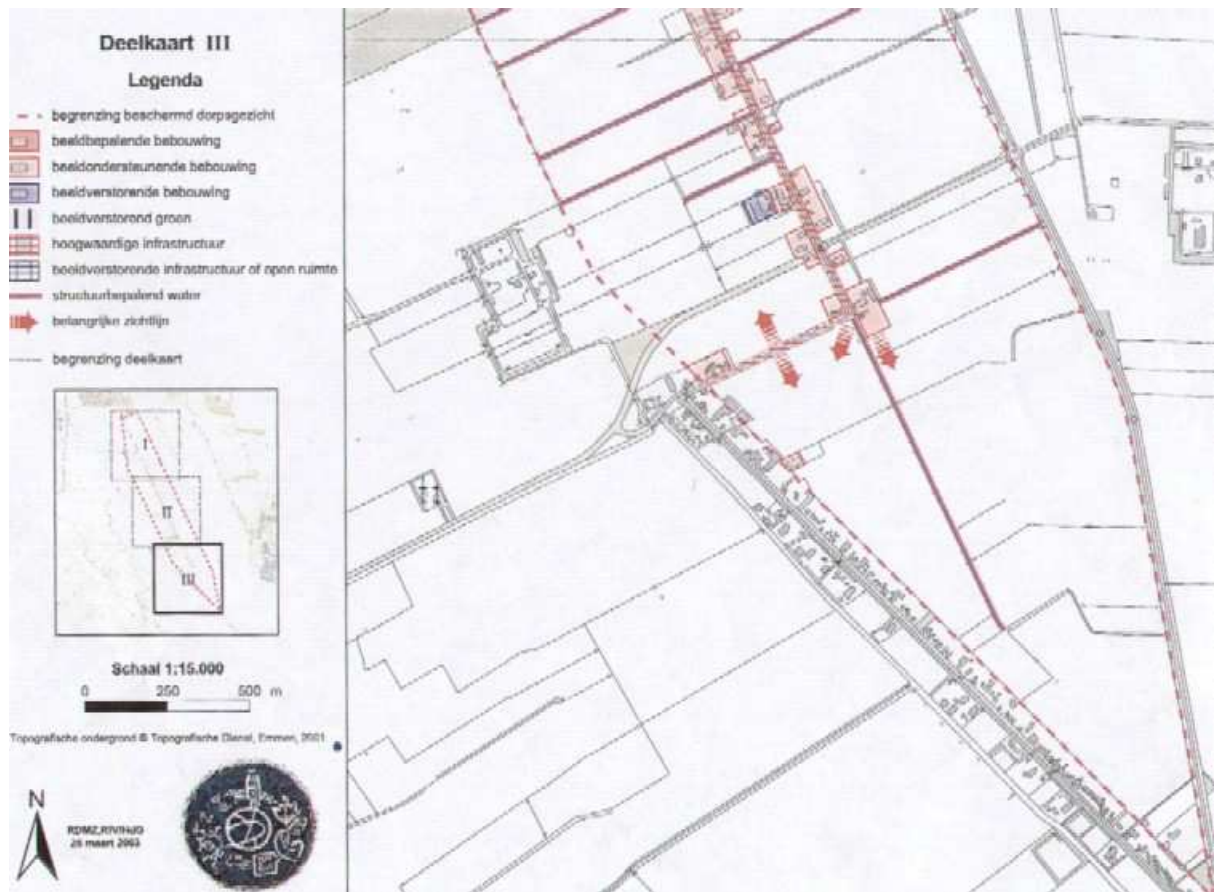 Deelkaart III
Legenda
begrenzing beschermd dorpsgezicht
beeldbepalende bebouwing
beeldondersteunende bebouwing
beeldverstorende bebouwing
beeldverstorend groen
hoogwaardige infrastructuur
beeldverstorende infrastructuur of open ruimte
structuurbepalend water
belangrijke zichtlijn
begrenzing deelkaart
I
II
III
Schaal 1:15.000
0 250 500 m
Topografische ondergrond © Topografische Dienst, Emmen, 2001
N
26 maart 2003